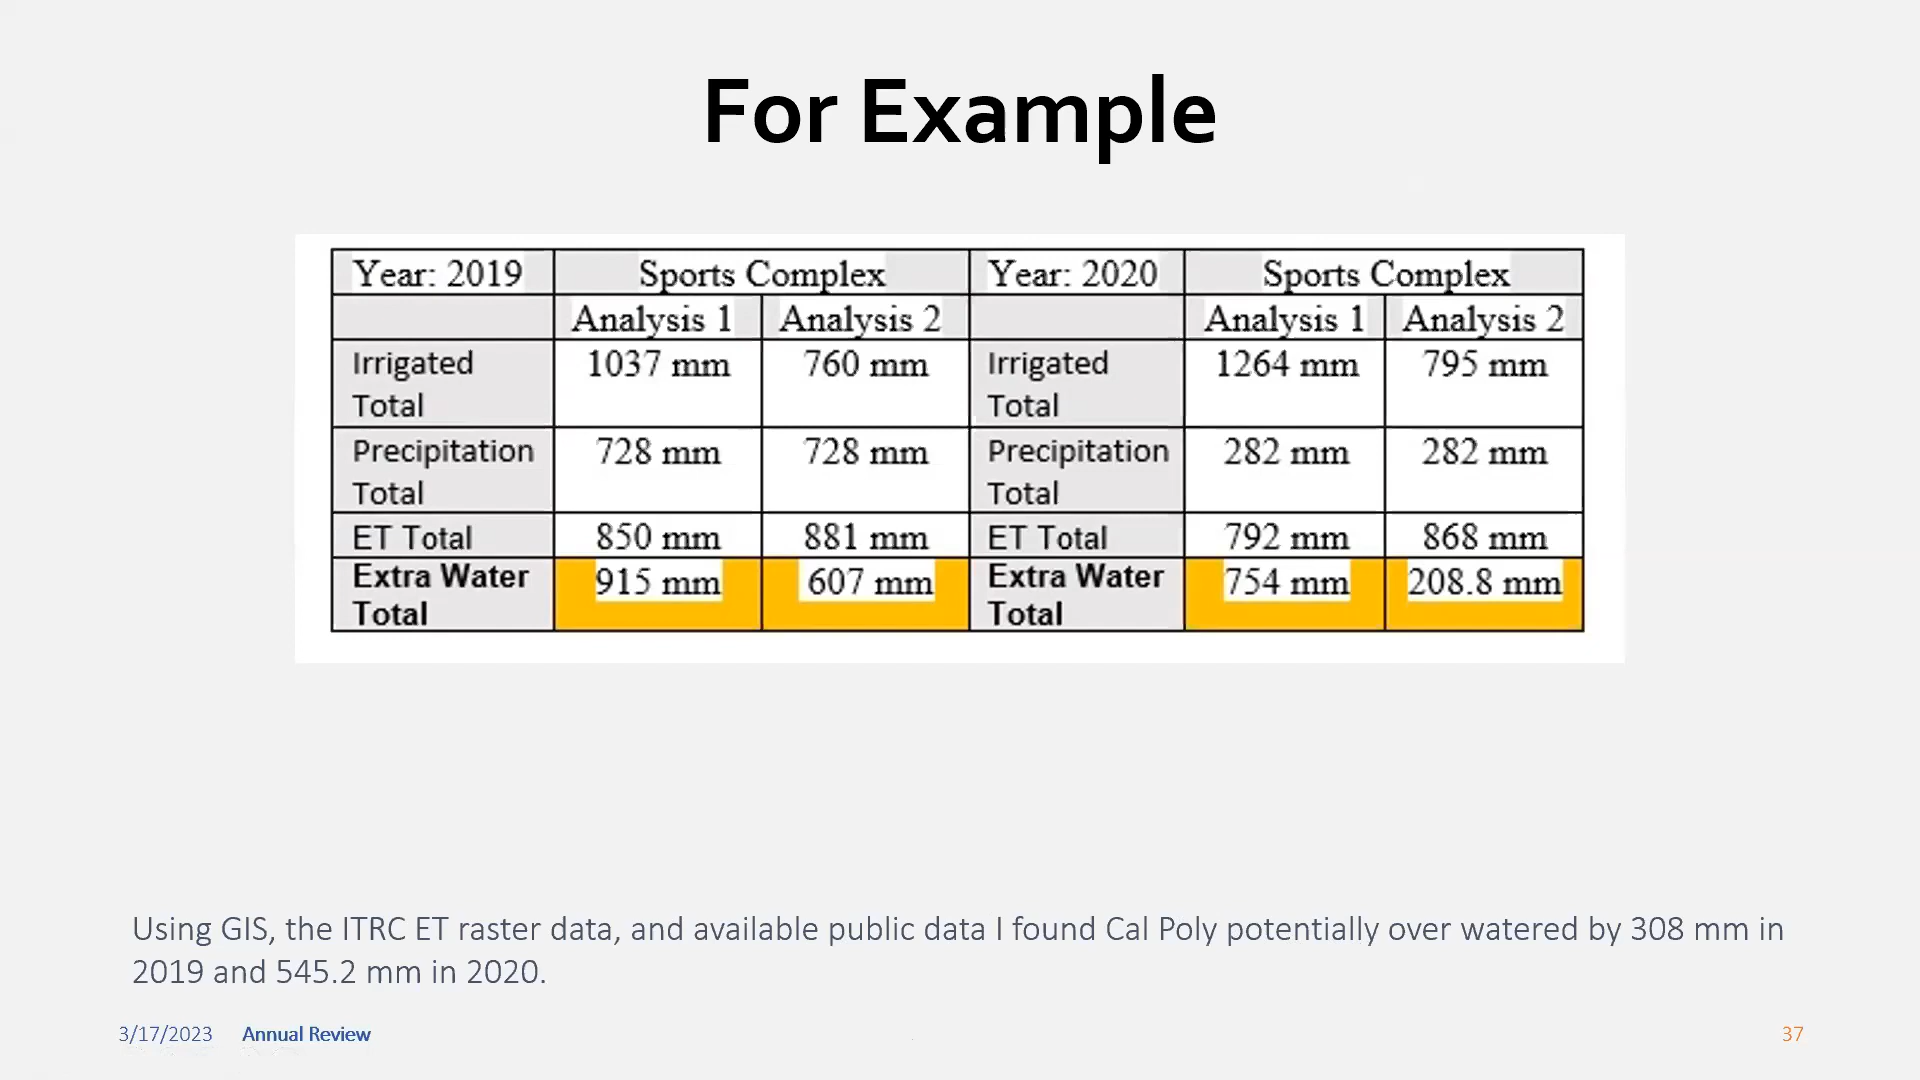 For Example
Year: 2019 Sports Complex Year: 2020 Sports Complex
Analysis 1 Analysis 2 Analysis 1 Analysis 2
Irrigated Total 1037 mm 760 mm Irrigated Total 1264 mm 795 mm
Precipitation Total 728 mm 728 mm Precipitation Total 282 mm 282 mm
ET Total 850 mm 881 mm ET Total 792 mm 868 mm
Extra Water Total 915 mm 607 mm Extra Water Total 754 mm 208.8 mm
Using GIS, the ITRC ET raster data, and available public data I found Cal Poly potentially over watered by 308 mm in
2019 and 545.2 mm in 2020.
3/17/2023 Annual Review 37